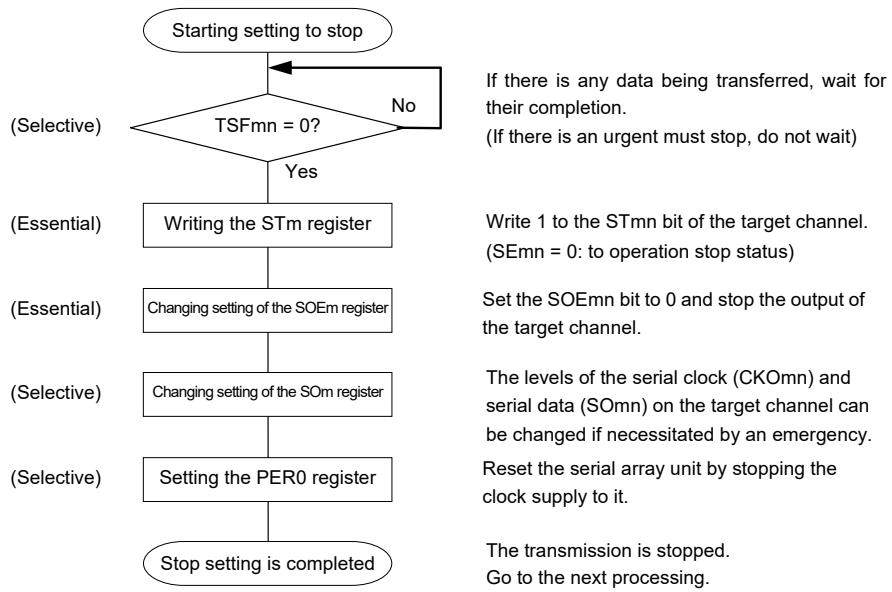 Starting setting to stop
If there is any data being transferred, wait for
their completion.
(If there is an urgent must stop, do not wait)
(Selective)
TSFmn = 0?
No
Yes
(Essential)
Writing the STm register
Write 1 to the STmn bit of the target channel.
(SEmn = 0: to operation stop status)
(Essential)
Changing setting of the SOEm register
Set the SOEmn bit to 0 and stop the output of
the target channel.
(Selective)
Changing setting of the SOm register
The levels of the serial clock (CKOmn) and
serial data (SOmn) on the target channel can
be changed if necessitated by an emergency.
(Selective)
Setting the PER0 register
Reset the serial array unit by stopping the
clock supply to it.
Stop setting is completed
The transmission is stopped.
Go to the next processing.